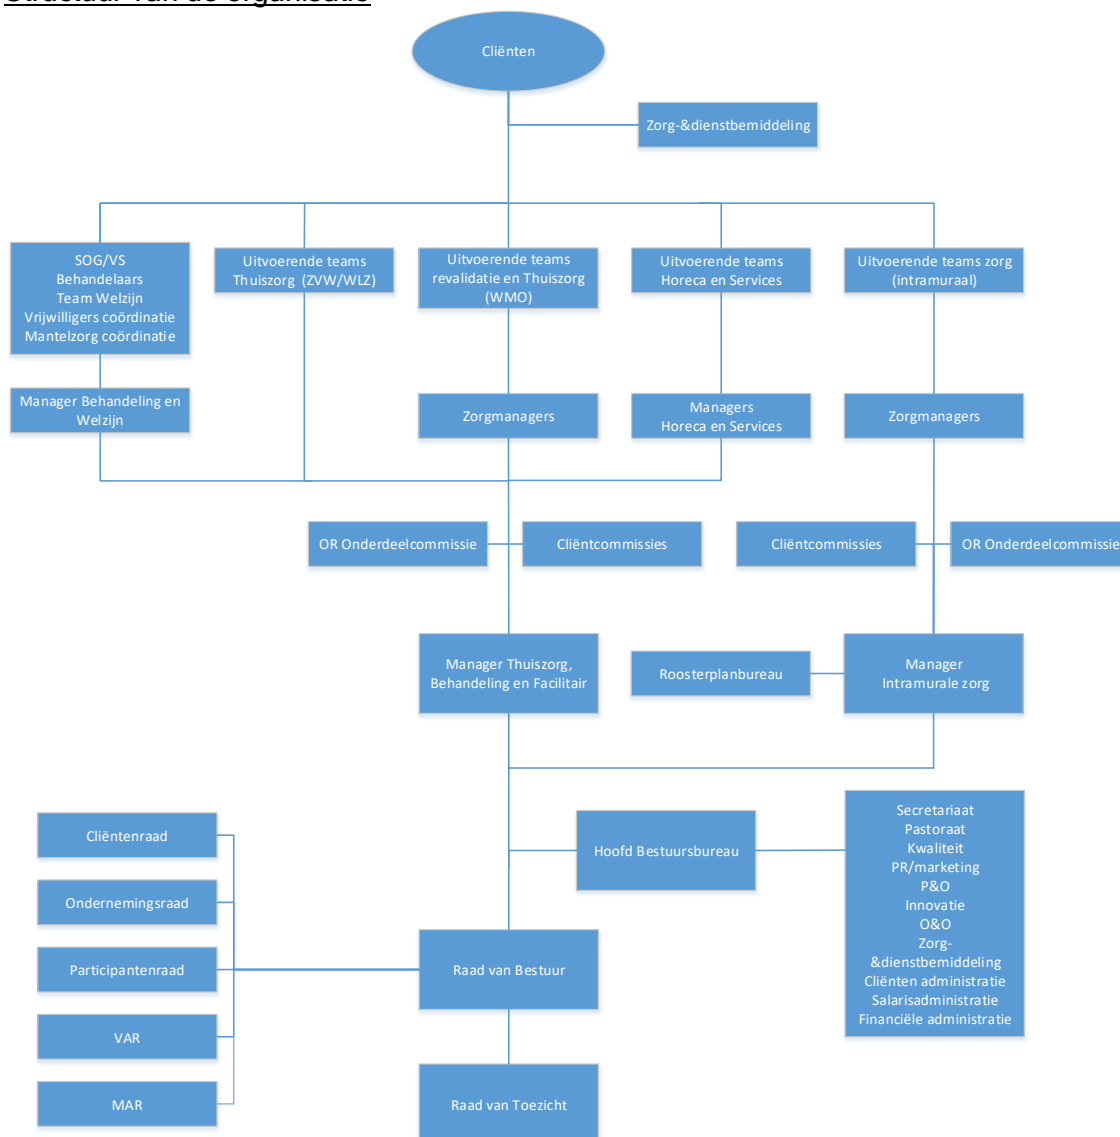 Structuur van de organisatie
Cliënten
Zorg-&dienstbemiddeling
SOG/VS
Behandelaars
Team Welzijn
Vrijwilligers coördinatie
Mantelzorg coördinatie
Uitvoerende teams
Thuiszorg (ZVW/WLZ)
Uitvoerende teams
revalidatie en Thuiszorg
(WMO)
Uitvoerende teams
Horeca en Services
Uitvoerende teams zorg
(intramuraal)
Manager Behandeling en
Welzijn
Zorgmanagers
Managers
Horeca en Services
Zorgmanagers
OR Onderdeelcommissie
Cliëntcommissies
Cliëntcommissies
OR Onderdeelcommissie
Manager Thuiszorg,
Behandeling en Facilitair
Roosterplanbureau
Manager
Intramurale zorg
Hoofd Bestuursbureau
Secretariaat
Pastoraat
Kwaliteit
PR/marketing
P&O
Innovatie
O&O
Zorg-
&dienstbemiddeling
Cliënten administratie
Salarisadministratie
Financiële administratie
Cliëntenraad
Ondernemingsraad
Participantenraad
VAR
MAR
Raad van Bestuur
Raad van Toezicht